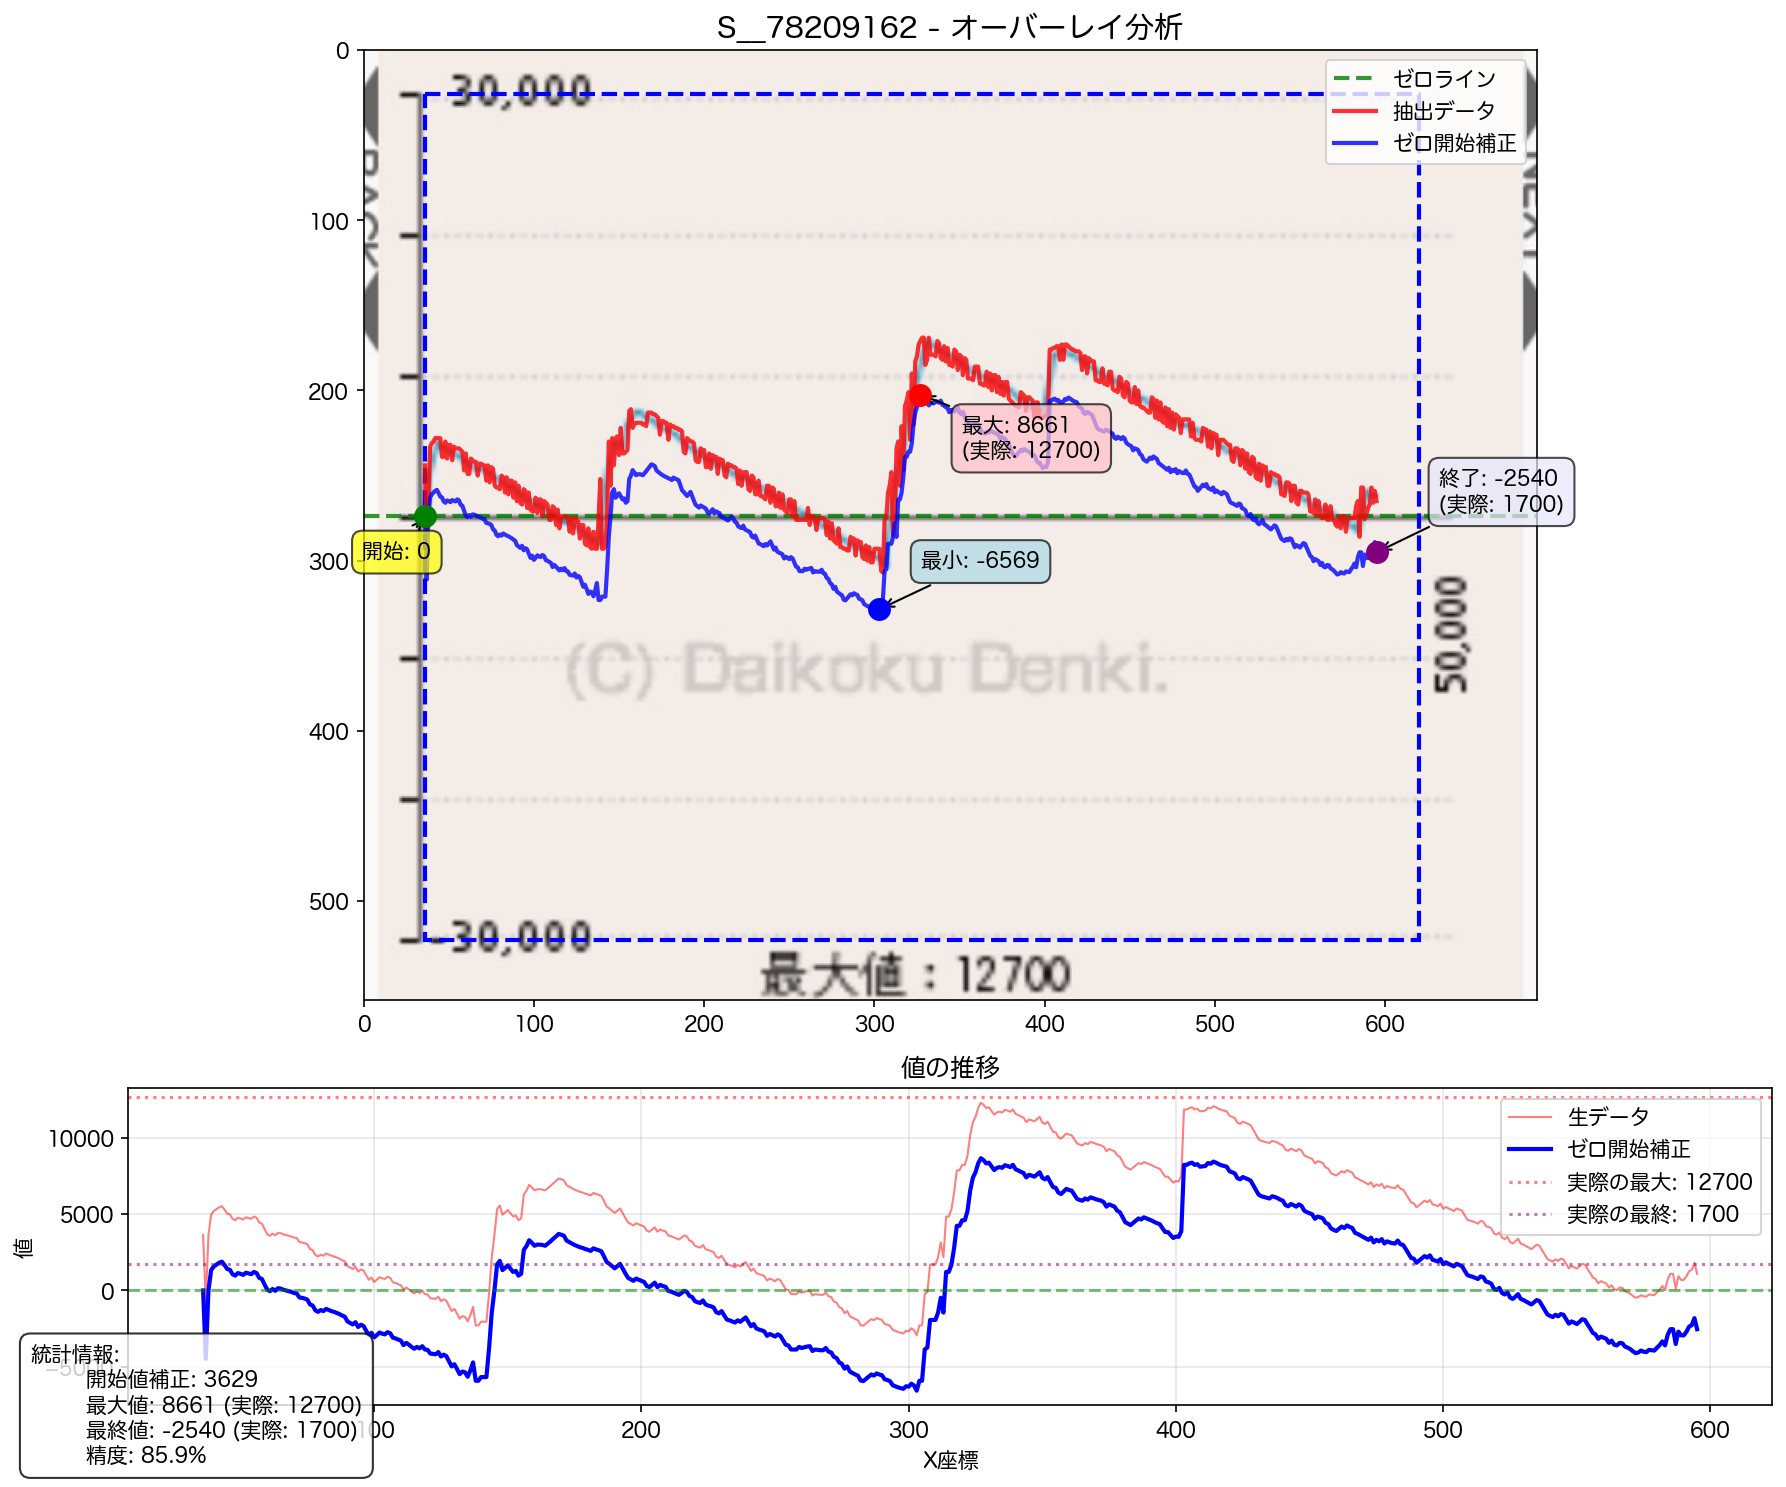 S__78209162 - オーバーレイ分析
ゼロライン
抽出データ
ゼロ開始補正
0
100
200
300
400
500
30,000
BACK
NEXT
最大: 8661
(実際: 12700)
終了: -2540
(実際: 1700)
開始: 0
最小: -6569
50,000
(C) Daikoku Denki.
-30,000
最大値：12700
0
100
200
300
400
500
600
値の推移
生データ
ゼロ開始補正
実際の最大: 12700
実際の最終: 1700
10000
5000
0
−5000
値
統計情報:
開始値補正: 3629
最大値: 8661 (実際: 12700)
最終値: -2540 (実際: 1700)
精度: 85.9%
100
200
300
400
500
600
X座標